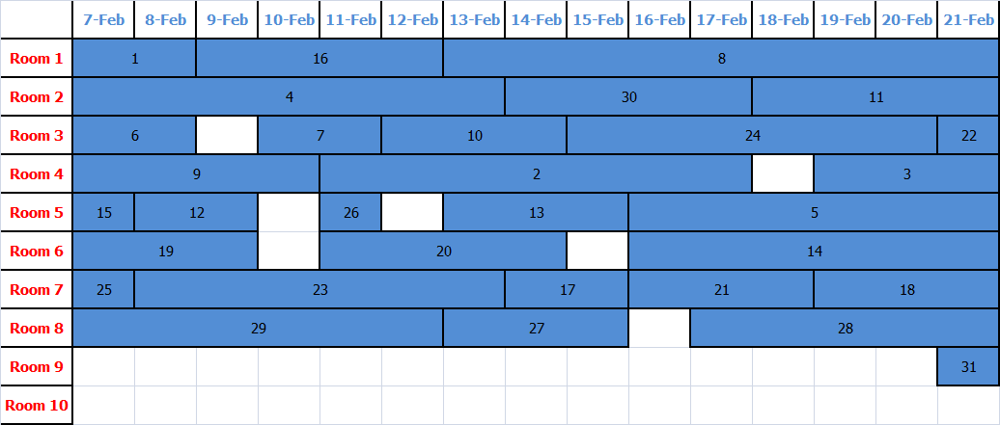 7-Feb 8-Feb 9-Feb 10-Feb 11-Feb 12-Feb 13-Feb 14-Feb 15-Feb 16-Feb 17-Feb 18-Feb 19-Feb 20-Feb 21-Feb
Room 1 1 16 8
Room 2 4 30 11
Room 3 6 7 10 24 22
Room 4 9 2 3
Room 5 15 12 26 13 5
Room 6 19 20 14
Room 7 25 23 17 21 18
Room 8 29 27 28
Room 9 31
Room 10